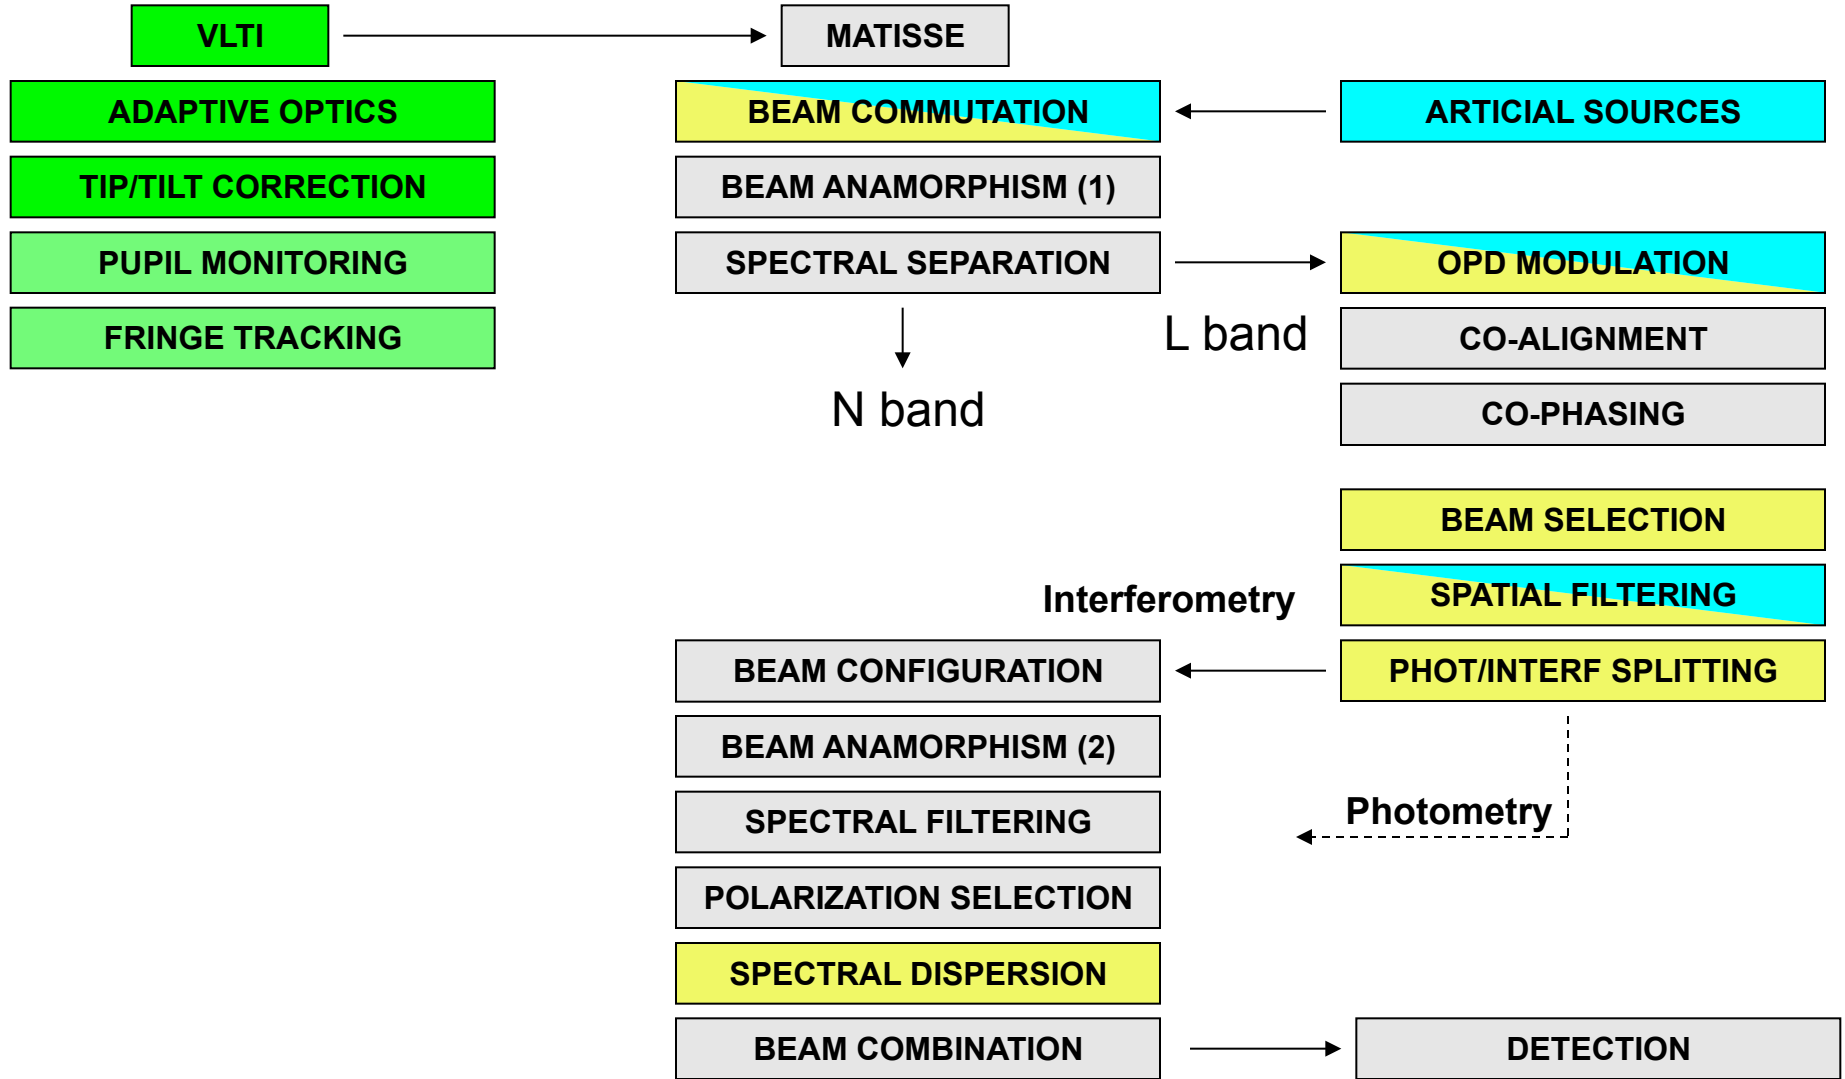 VLTI
MATISSE
ADAPTIVE OPTICS
BEAM COMMUTATION
ARTICIAL SOURCES
TIP/TILT CORRECTION
BEAM ANAMORPHISM (1)
PUPIL MONITORING
SPECTRAL SEPARATION
OPD MODULATION
FRINGE TRACKING
L band
CO-ALIGNMENT
N band
CO-PHASING
BEAM SELECTION
Interferometry
SPATIAL FILTERING
BEAM CONFIGURATION
PHOT/INTERF SPLITTING
BEAM ANAMORPHISM (2)
Photometry
SPECTRAL FILTERING
POLARIZATION SELECTION
SPECTRAL DISPERSION
BEAM COMBINATION
DETECTION